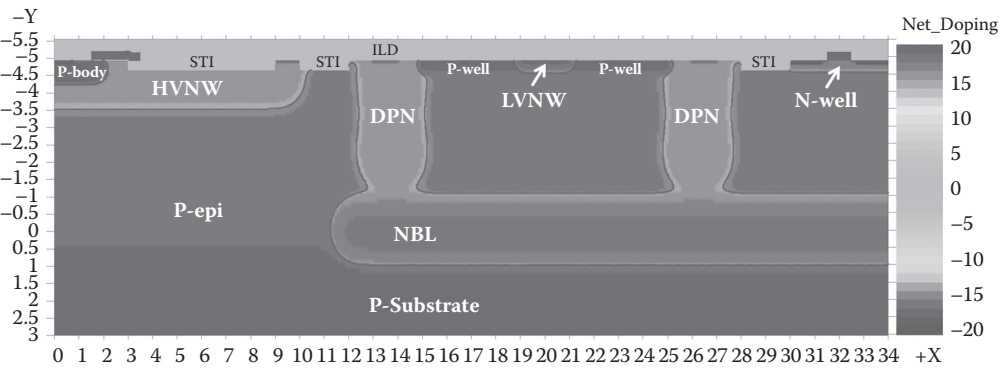 –Y
Net_Doping
–5.5
–5
–4.5
–4
–3.5
–3
–2.5
–2
–1.5
–1
–0.5
0
0.5
1
1.5
2
2.5
3
ILD
STI
STI
STI
P-body
HVNW
P-well
P-well
LVNW
N-well
DPN
DPN
P-epi
NBL
P-Substrate
20
15
10
5
0
–5
–10
–15
–20
0 1 2 3 4 5 6 7 8 9 10 11 12 13 14 15 16 17 18 19 20 21 22 23 24 25 26 27 28 29 30 31 32 33 34 +X